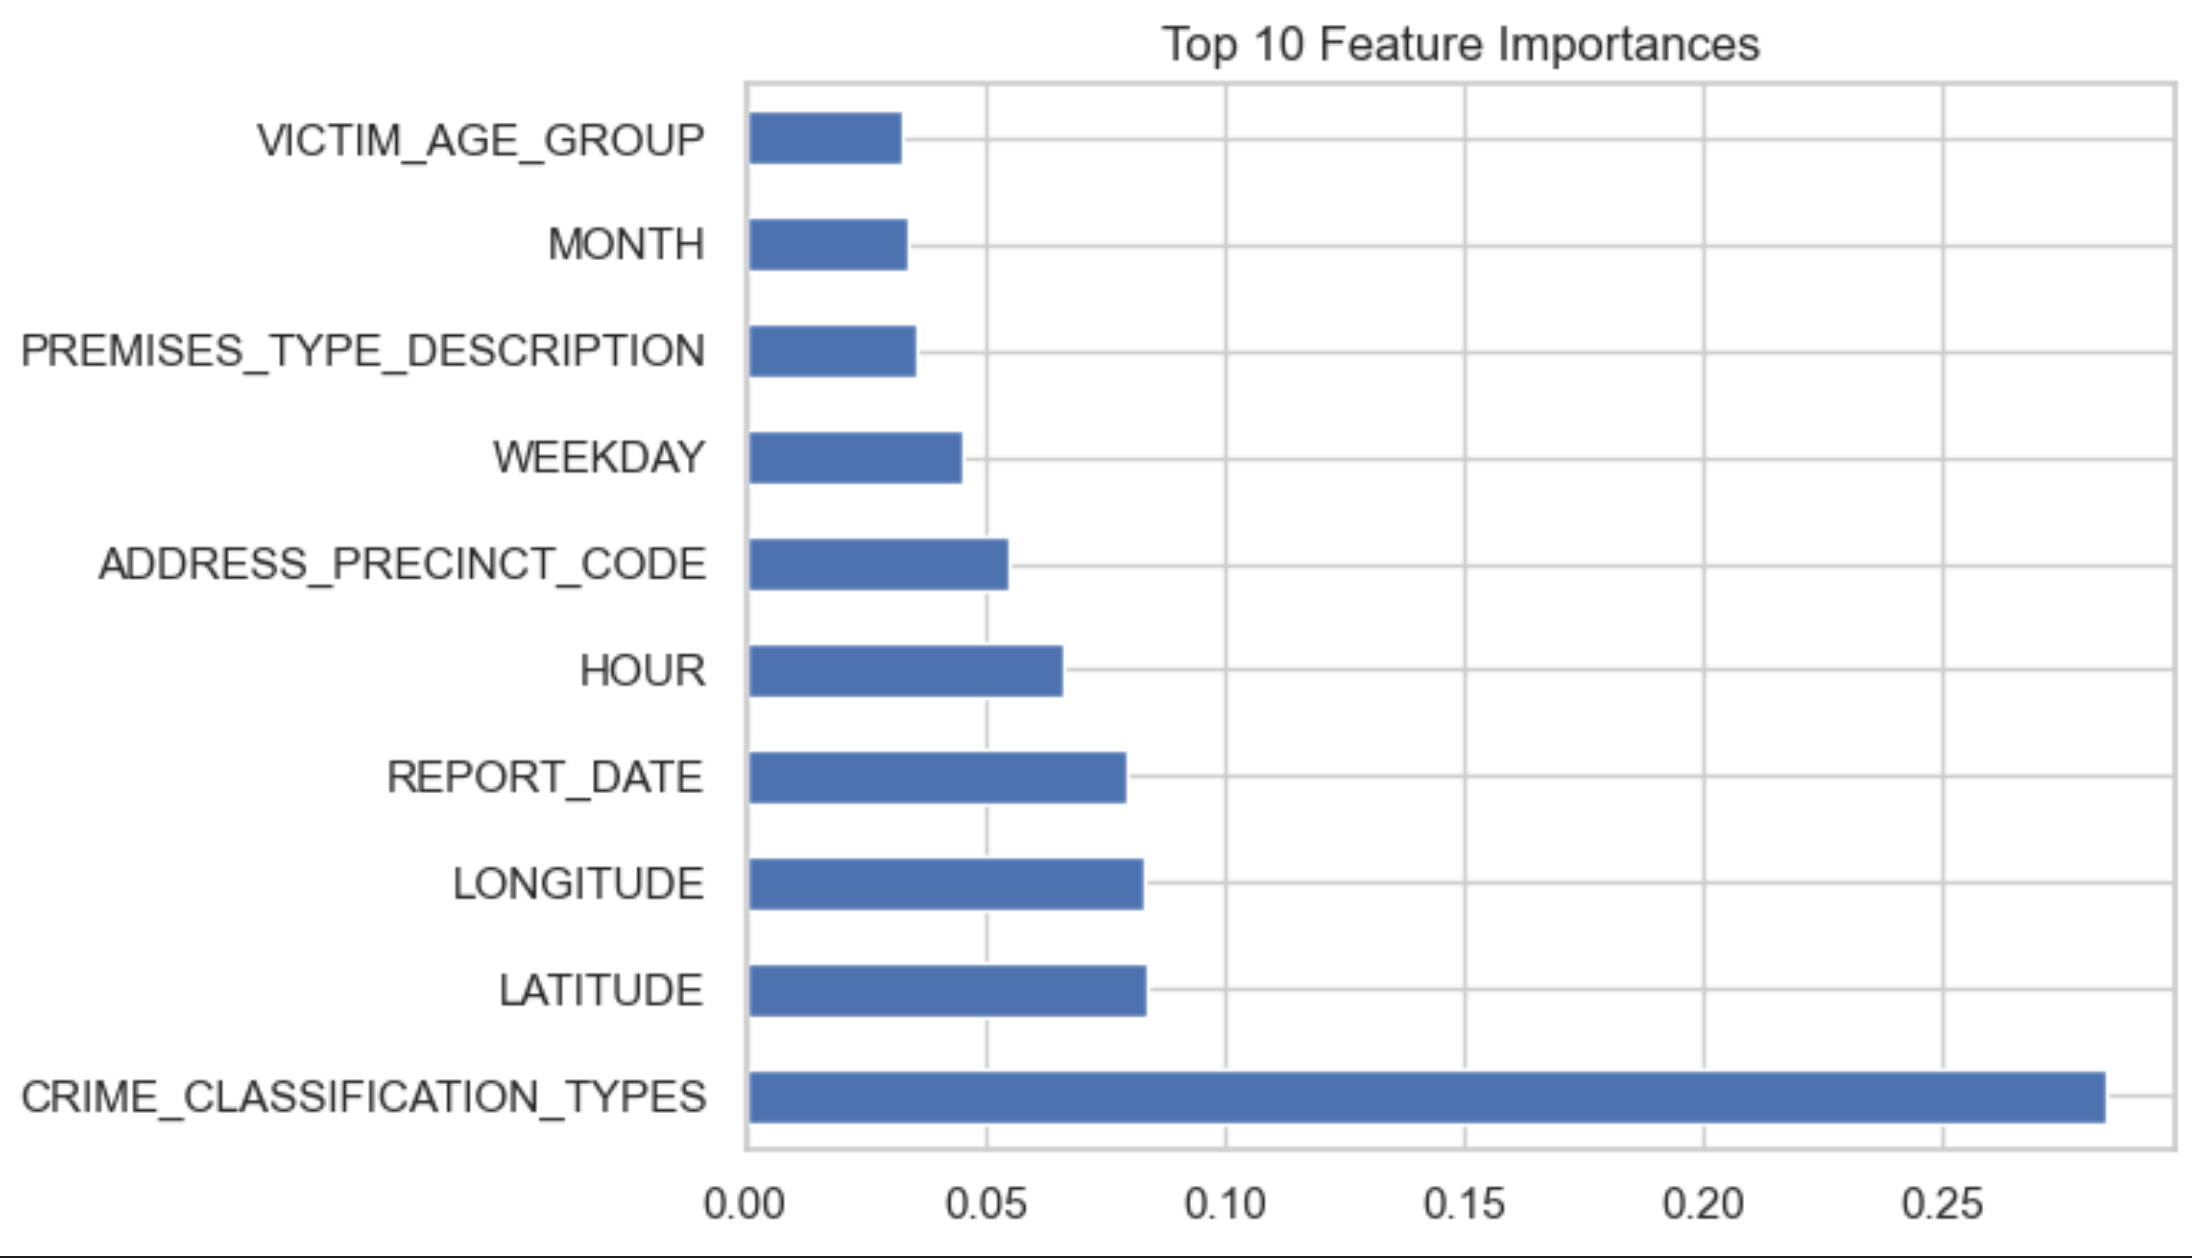 Top 10 Feature Importances
VICTIM_AGE_GROUP
MONTH
PREMISES_TYPE_DESCRIPTION
WEEKDAY
ADDRESS_PRECINCT_CODE
HOUR
REPORT_DATE
LONGITUDE
LATITUDE
CRIME_CLASSIFICATION_TYPES
0.00 0.05 0.10 0.15 0.20 0.25